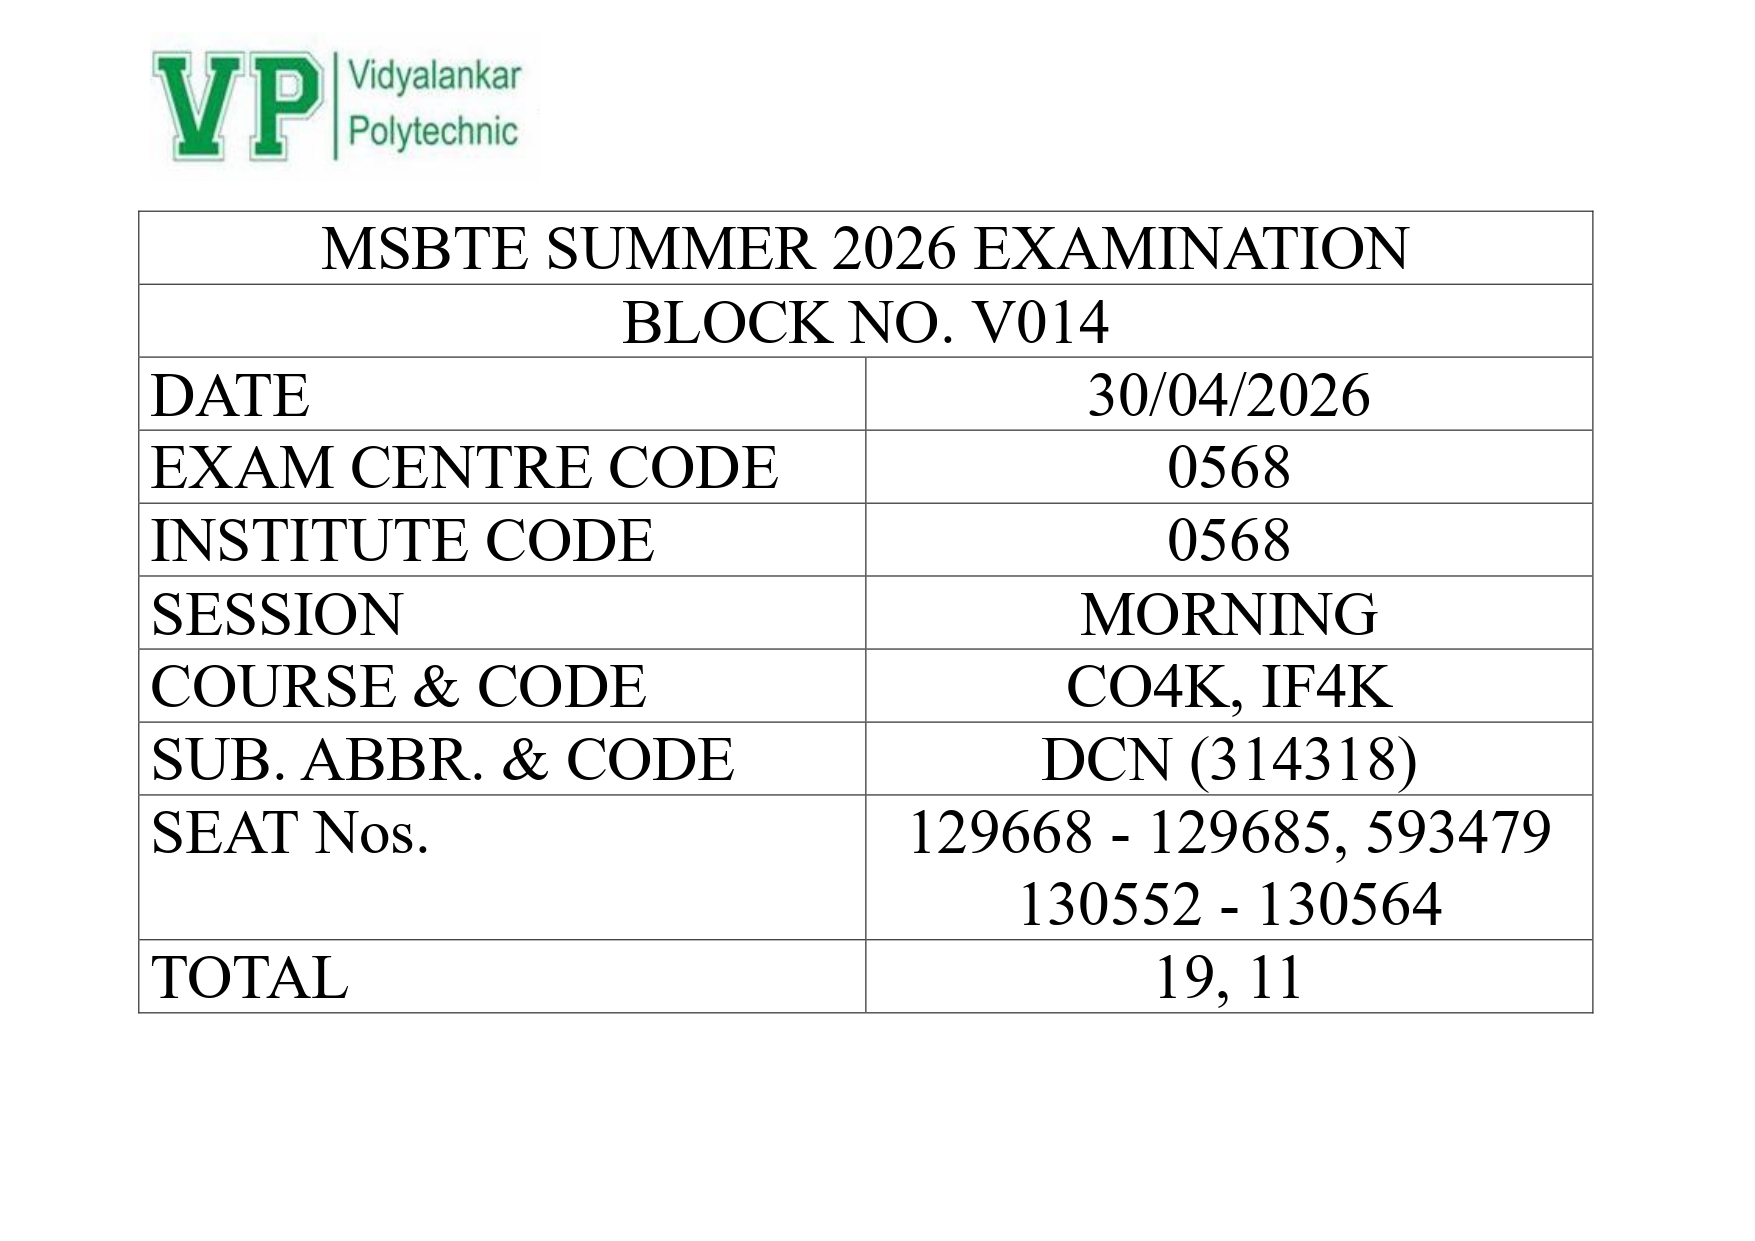 VP Vidyalankar
Polytechnic
MSBTE SUMMER 2026 EXAMINATION
BLOCK NO. V014
DATE 30/04/2026
EXAM CENTRE CODE 0568
INSTITUTE CODE 0568
SESSION MORNING
COURSE & CODE CO4K, IF4K
SUB. ABBR. & CODE DCN (314318)
SEAT Nos. 129668 - 129685, 593479
130552 - 130564
TOTAL 19, 11